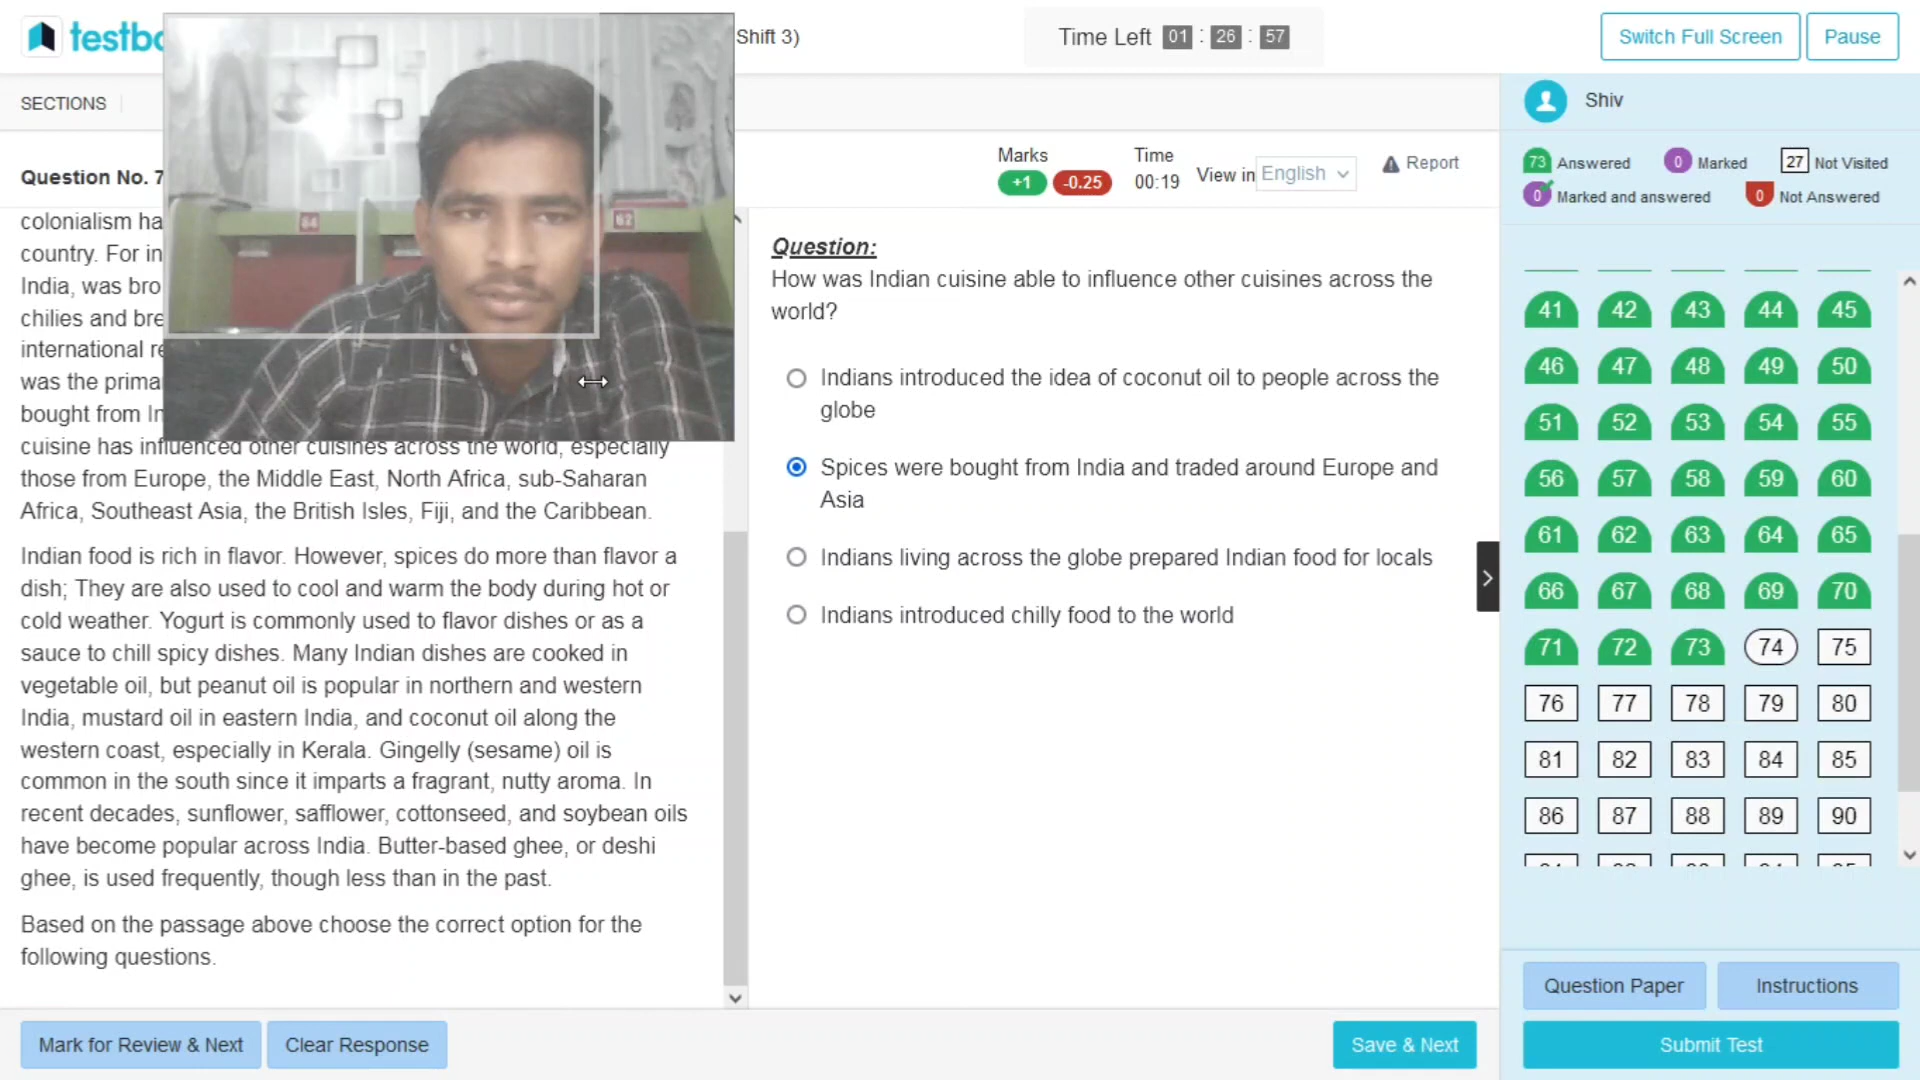 testbo
Shift 3)
Time Left 01 : 26 : 57
Switch Full Screen
Pause
SECTIONS
Shiv
Question No. 7
Marks
+1 -0.25
Time
00:19
View in English
Report
73 Answered
0 Marked
27 Not Visited
0 Marked and answered
0 Not Answered
84
62
colonialism ha
country. For in
India, was bro
chilies and bre
international re
was the prima
bought from In
cuisine has influenced other cuisines across the world, especially
those from Europe, the Middle East, North Africa, sub-Saharan
Africa, Southeast Asia, the British Isles, Fiji, and the Caribbean.
Indian food is rich in flavor. However, spices do more than flavor a
dish; They are also used to cool and warm the body during hot or
cold weather. Yogurt is commonly used to flavor dishes or as a
sauce to chill spicy dishes. Many Indian dishes are cooked in
vegetable oil, but peanut oil is popular in northern and western
India, mustard oil in eastern India, and coconut oil along the
western coast, especially in Kerala. Gingelly (sesame) oil is
common in the south since it imparts a fragrant, nutty aroma. In
recent decades, sunflower, safflower, cottonseed, and soybean oils
have become popular across India. Butter-based ghee, or deshi
ghee, is used frequently, though less than in the past.
Based on the passage above choose the correct option for the
following questions.
Question:
How was Indian cuisine able to influence other cuisines across the
world?
Indians introduced the idea of coconut oil to people across the
globe
Spices were bought from India and traded around Europe and
Asia
Indians living across the globe prepared Indian food for locals
Indians introduced chilly food to the world
41 42 43 44 45
46 47 48 49 50
51 52 53 54 55
56 57 58 59 60
61 62 63 64 65
66 67 68 69 70
71 72 73 74 75
76 77 78 79 80
81 82 83 84 85
86 87 88 89 90
Question Paper
Instructions
Mark for Review & Next
Clear Response
Save & Next
Submit Test